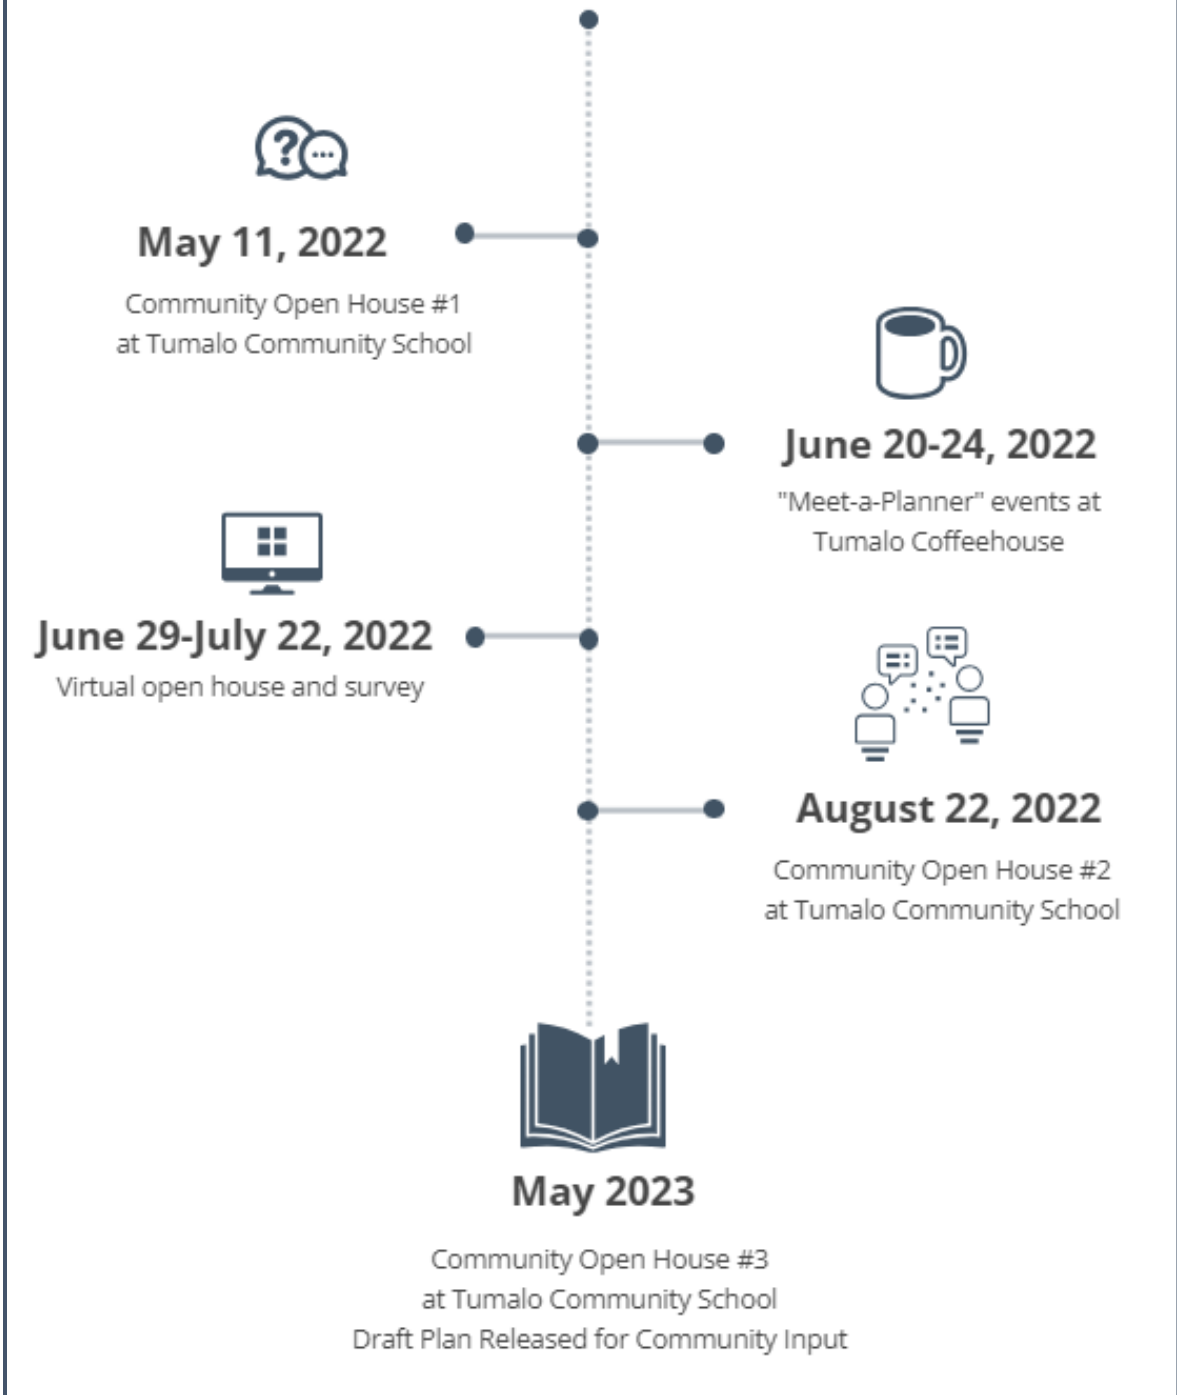 May 11, 2022
Community Open House #1
at Tumalo Community School
June 20-24, 2022
"Meet-a-Planner" events at
Tumalo Coffeehouse
June 29-July 22, 2022
Virtual open house and survey
August 22, 2022
Community Open House #2
at Tumalo Community School
May 2023
Community Open House #3
at Tumalo Community School
Draft Plan Released for Community Input